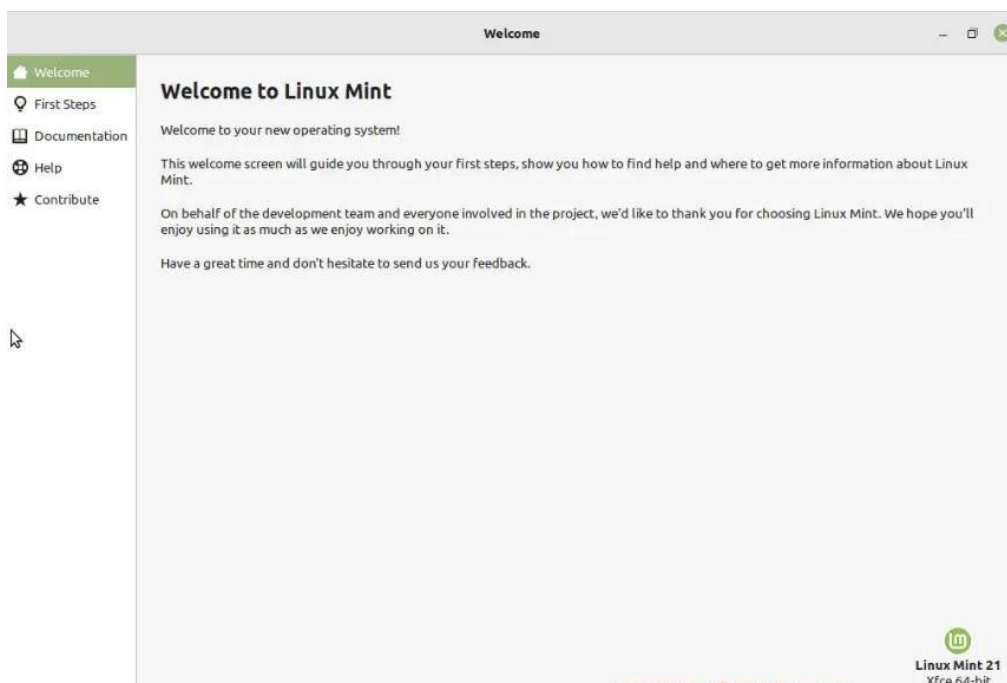 Welcome
Welcome
First Steps
Documentation
Help
Contribute
Welcome to Linux Mint
Welcome to your new operating system!
This welcome screen will guide you through your first steps, show you how to find help and where to get more information about Linux
Mint.
On behalf of the development team and everyone involved in the project, we'd like to thank you for choosing Linux Mint. We hope you'll
enjoy using it as much as we enjoy working on it.
Have a great time and don't hesitate to send us your feedback.
lm
Linux Mint 21
Xfce 64-bit